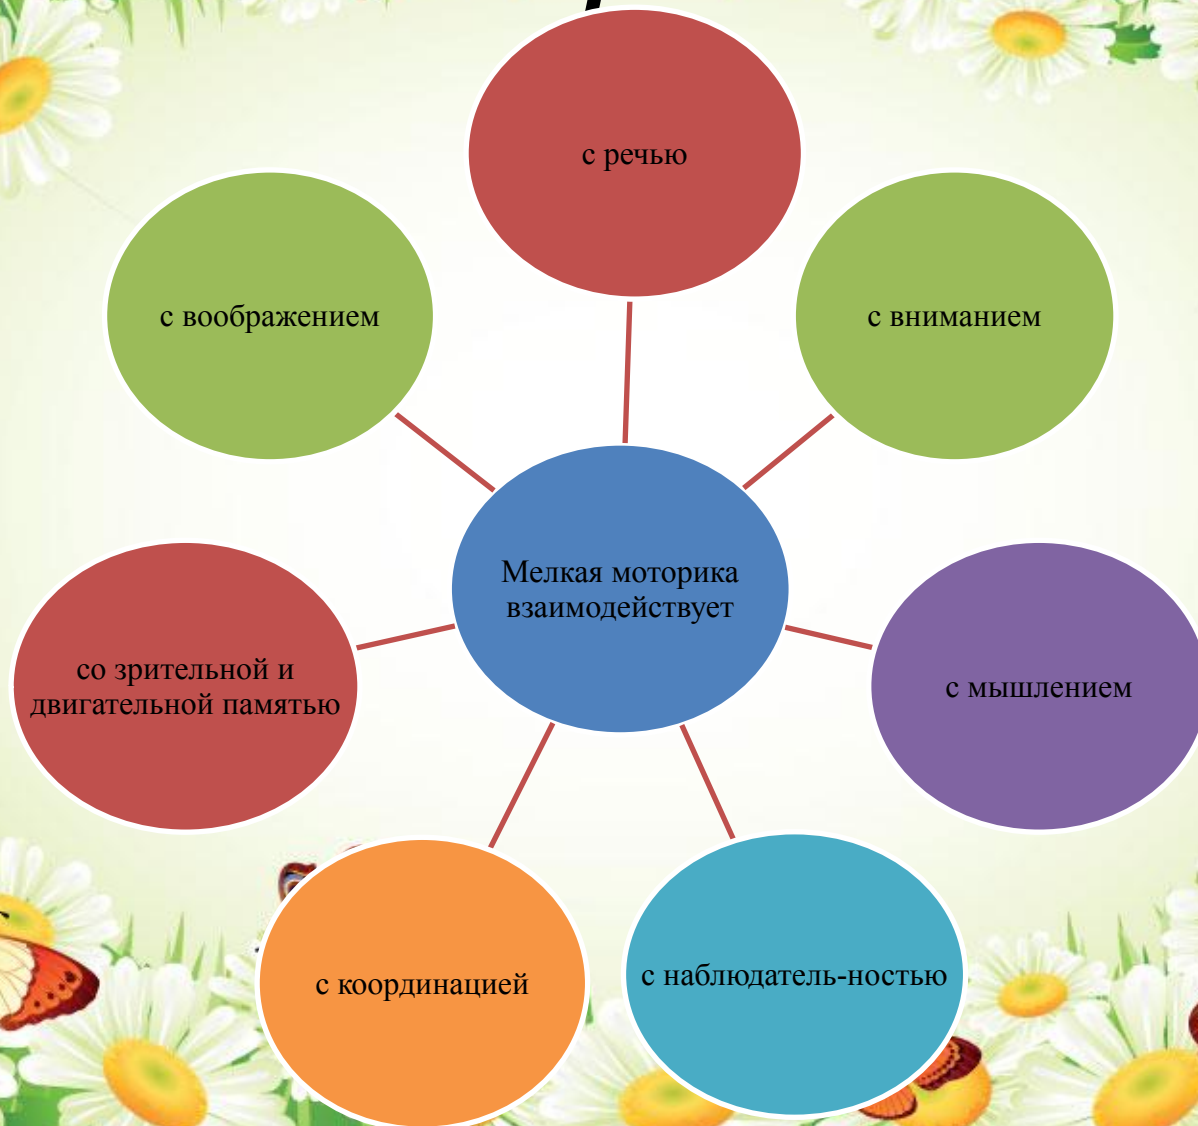 с речью
с воображением
с вниманием
Мелкая моторика
взаимодействует
со зрительной и
двигательной памятью
с мышлением
с координацией
с наблюдатель-ностью